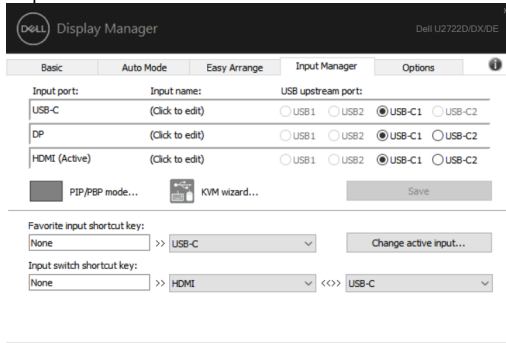 DELL Display Manager Dell U2722D/DX/DE
Basic Auto Mode Easy Arrange Input Manager Options
Input port: Input name: USB upstream port:
USB-C (Click to edit) USB1 USB2 USB-C1 USB-C2
DP (Click to edit) USB1 USB2 USB-C1 USB-C2
HDMI (Active) (Click to edit) USB1 USB2 USB-C1 USB-C2
PIP/PBP mode... KVM wizard... Save
Favorite input shortcut key:
None >> USB-C Change active input...
Input switch shortcut key:
None >> HDMI <<>> USB-C